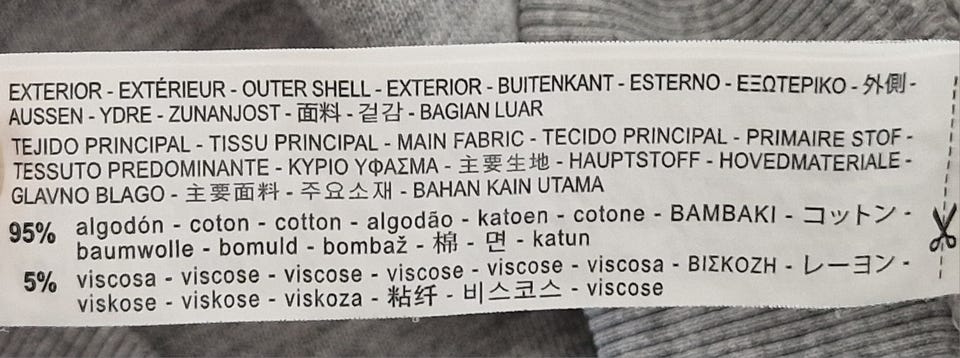 EXTERIOR - EXTÉRIEUR - OUTER SHELL - EXTERIOR - BUITENKANT - ESTERNO - ΕΞΩΤΕΡΙΚΟ - 外側 -
AUSSEN - YDRE - ZUNANJOST - 面料 - 겉감 - BAGIAN LUAR
TEJIDO PRINCIPAL - TISSU PRINCIPAL - MAIN FABRIC - TECIDO PRINCIPAL - PRIMAIRE STOF -
TESSUTO PREDOMINANTE - ΚΥΡΙΟ ΥΦΑΣΜΑ - 主要生地 - HAUPTSTOFF - HOVEDMATERIALE -
GLAVNO BLAGO - 主要面料 - 주요소재 - BAHAN KAIN UTAMA
95% algodón - coton - cotton - algodão - katoen - cotone - ΒΑΜΒΑΚΙ - コットン -
baumwolle - bomuld - bombaž - 棉 - 면 - katun
5% viscosa - viscose - viscose - viscose - viscose - viscosa - ΒΙΣΚΟΖΗ - レーヨン -
viskose - viskose - viskoza - 粘纤 - 비스코스 - viscose